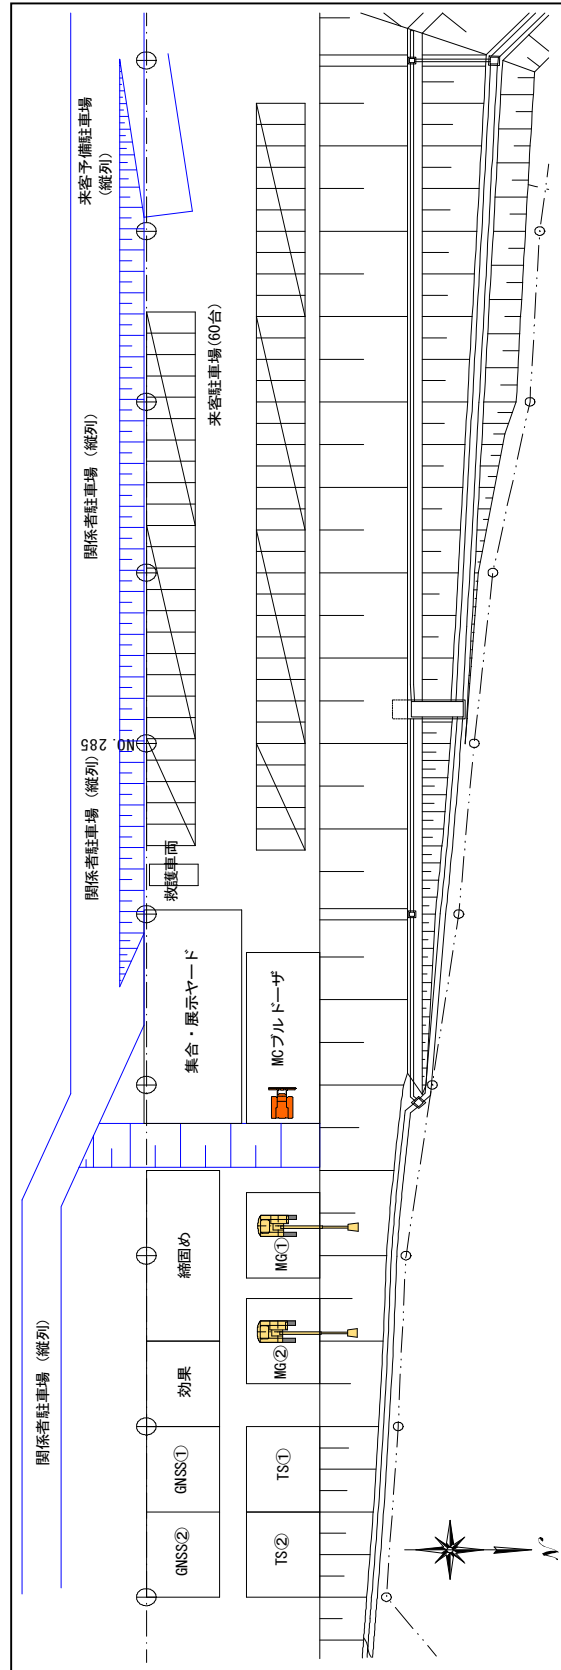 来客予備駐車場
(縦列)
来客駐車場(60台)
関係者駐車場 (縦列)
NO.285
関係者駐車場 (縦列)
救護車両
集合・展示ヤード
MCブルドーザ
締固め
MG①
関係者駐車場 (縦列)
効果
MG②
GNSS①
TS①
GNSS②
TS②
N